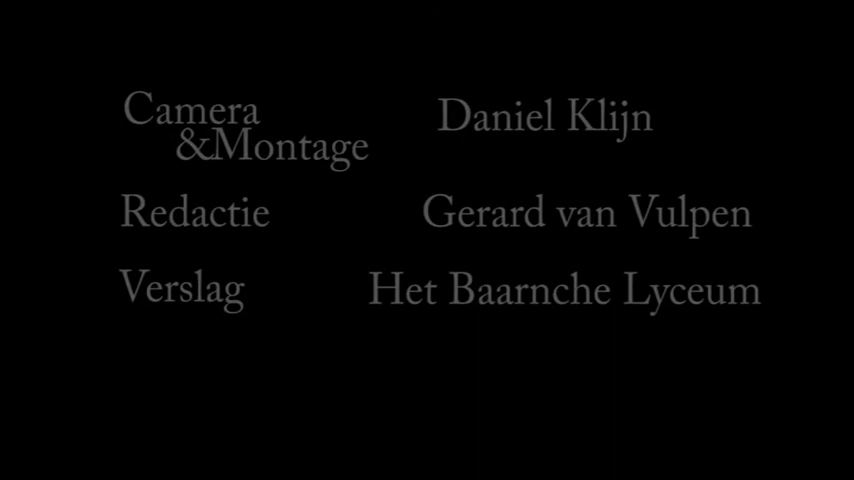 Camera
&Montage
Daniel Klijn
Redactie
Gerard van Vulpen
Verslag
Het Baarnche Lyceum